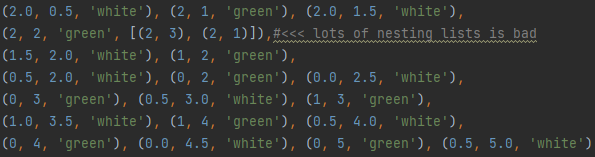 (2.0, 0.5, 'white'), (2, 1, 'green'), (2.0, 1.5, 'white'),
(2, 2, 'green', [(2, 3), (2, 1)]),#<<< lots of nesting lists is bad
(1.5, 2.0, 'white'), (1, 2, 'green'),
(0.5, 2.0, 'white'), (0, 2, 'green'), (0.0, 2.5, 'white'),
(0, 3, 'green'), (0.5, 3.0, 'white'), (1, 3, 'green'),
(1.0, 3.5, 'white'), (1, 4, 'green'), (0.5, 4.0, 'white'),
(0, 4, 'green'), (0.0, 4.5, 'white'), (0, 5, 'green'), (0.5, 5.0, 'white')